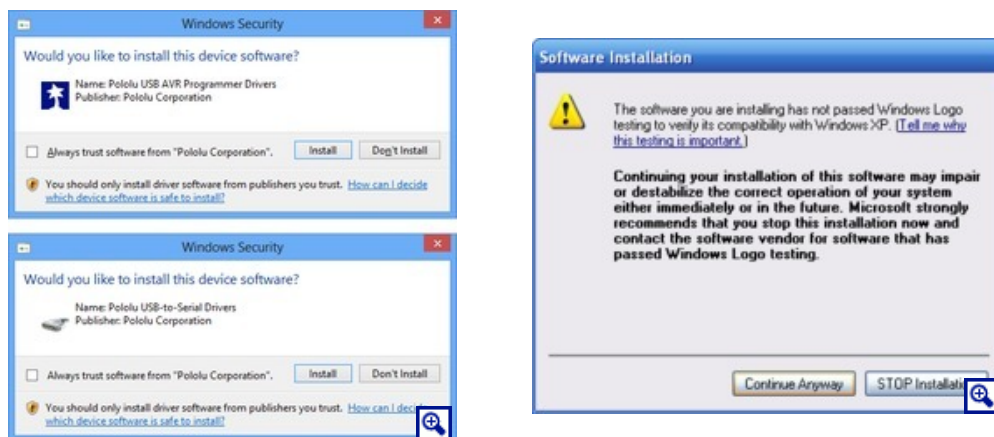 Windows Security
Would you like to install this device software?
Name: Pololu USB AVR Programmer Drivers
Publisher: Pololu Corporation
Always trust software from "Pololu Corporation".
Install
Don't Install
You should only install driver software from publishers you trust. How can I decide
which device software is safe to install?
Windows Security
Would you like to install this device software?
Name: Pololu USB-to-Serial Drivers
Publisher: Pololu Corporation
Always trust software from "Pololu Corporation".
Install
Don't Install
You should only install driver software from publishers you trust. How can I
which device software is safe to install?
Software Installation
The software you are installing has not passed Windows Logo
testing to verify its compatibility with Windows XP. (Tell me why
this testing is important.)
Continuing your installation of this software may impair
or destabilize the correct operation of your system
either immediately or in the future. Microsoft strongly
recommends that you stop this installation now and
contact the software vendor for software that has
passed Windows Logo testing.
Continue Anyway
STOP